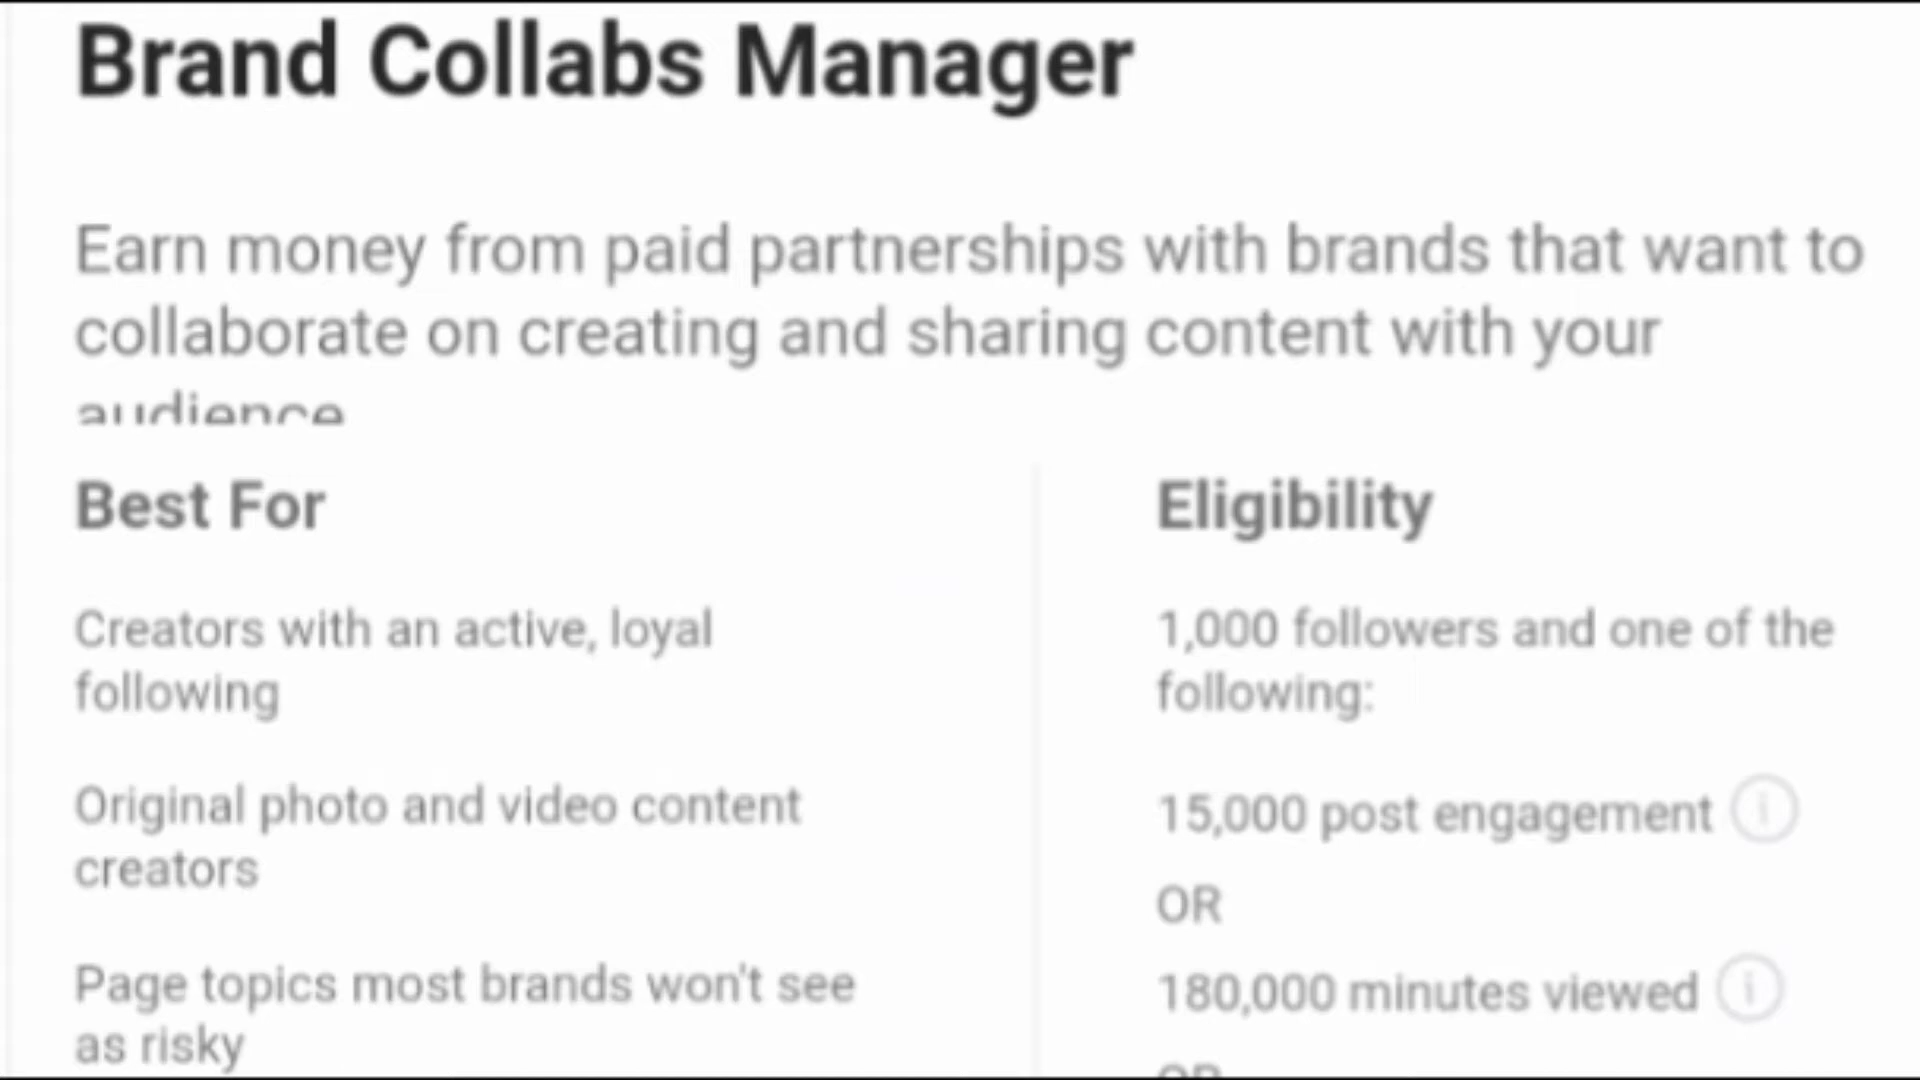 Brand Collabs Manager
Earn money from paid partnerships with brands that want to
collaborate on creating and sharing content with your
audience
Best For
Creators with an active, loyal
following
Original photo and video content
creators
Page topics most brands won't see
as risky
Eligibility
1,000 followers and one of the
following:
15,000 post engagement
OR
180,000 minutes viewed
OR